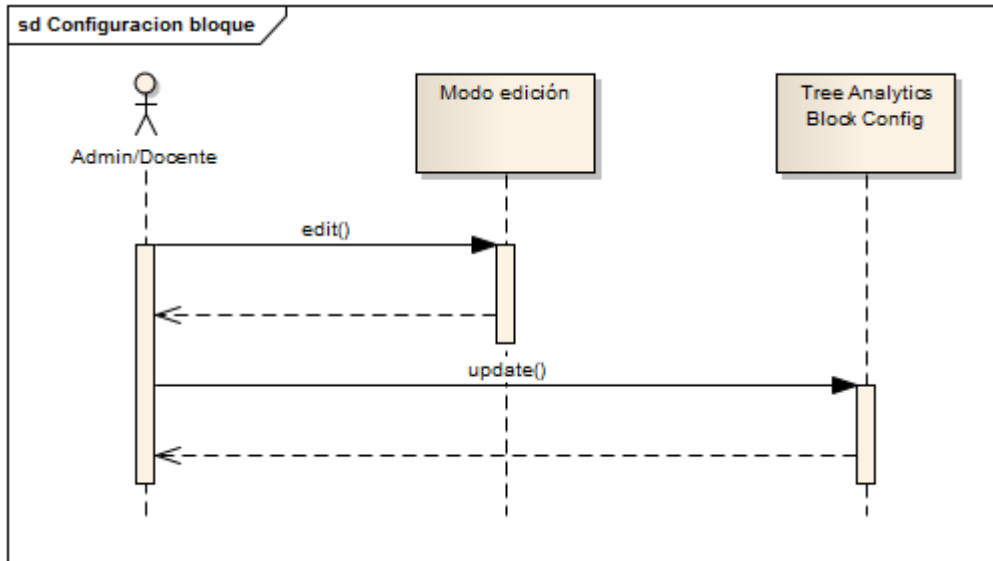 sd Configuracion bloque
Admin/Docente
Modo edición
Tree Analytics
Block Config
edit()
update()